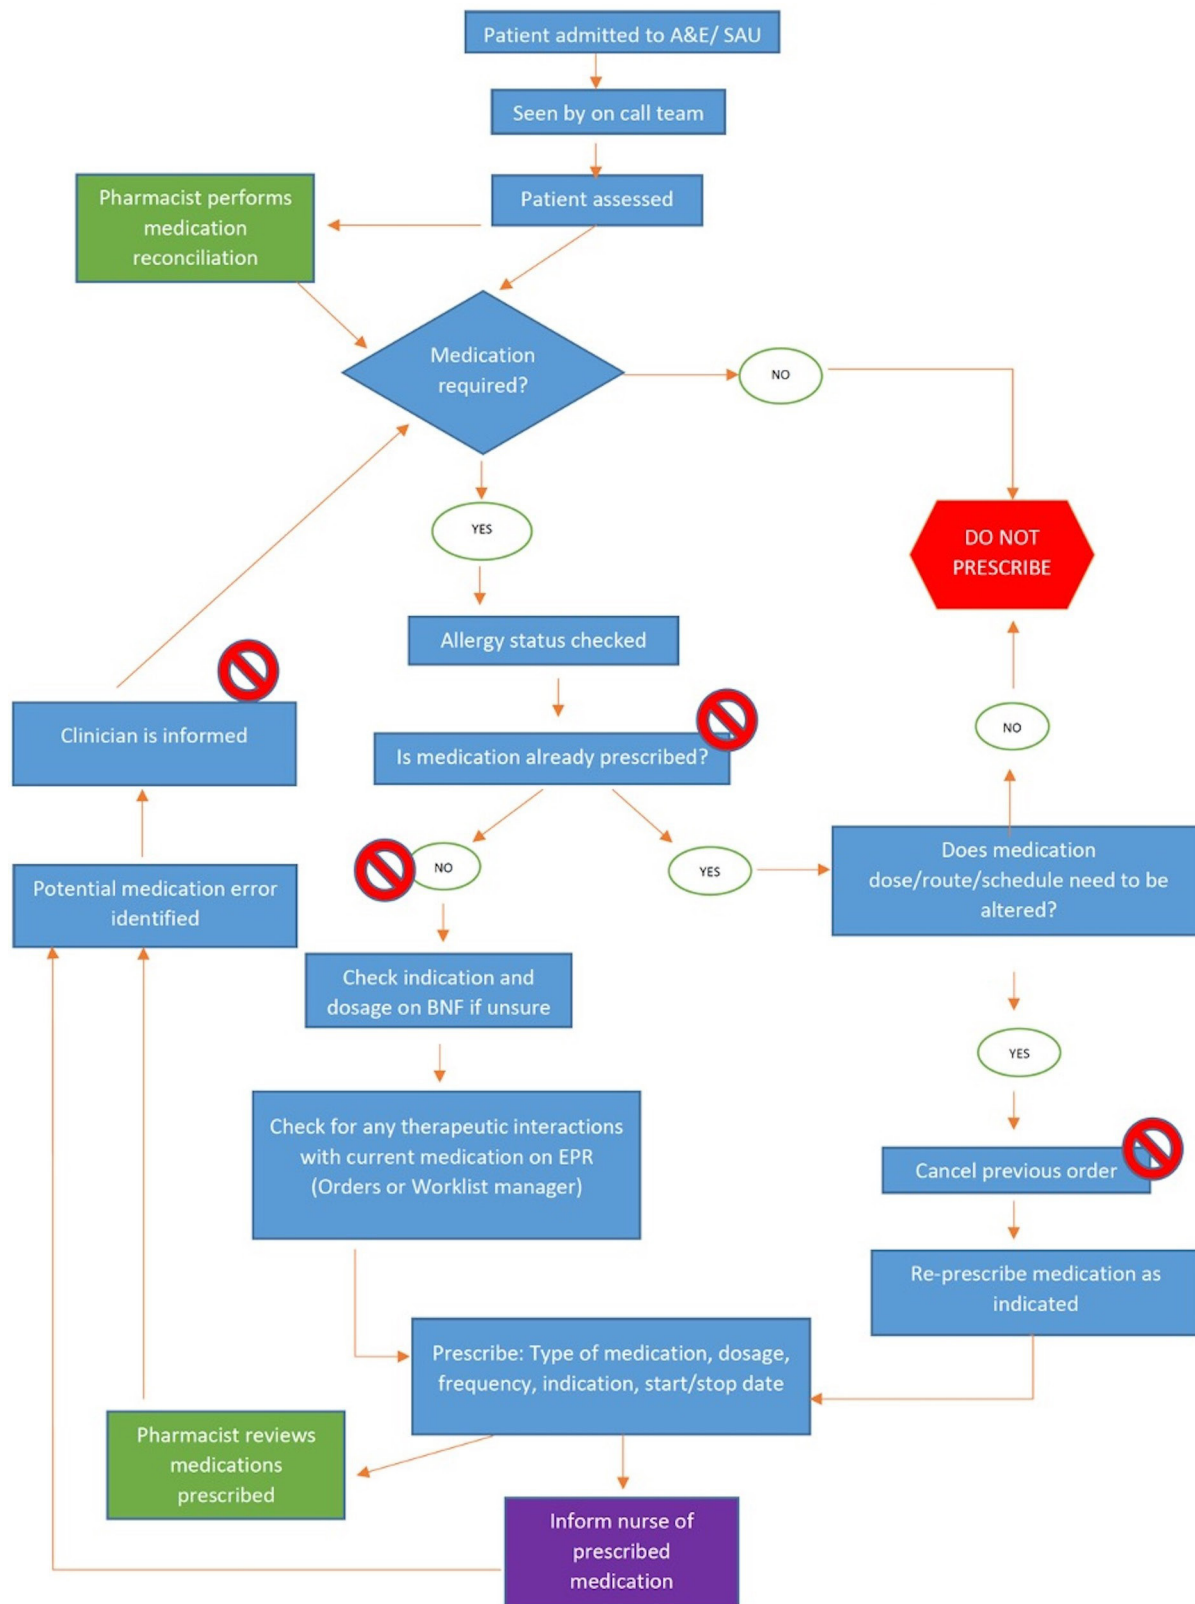 Patient admitted to A&E/ SAU
Seen by on call team
Patient assessed
Pharmacist performs
medication
reconciliation
Medication
required?
NO
YES
DO NOT
PRESCRIBE
Allergy status checked
Clinician is informed
Is medication already prescribed?
NO
NO
YES
Does medication
dose/route/schedule need to be
altered?
Potential medication error
identified
Check indication and
dosage on BNF if unsure
YES
Check for any therapeutic interactions
with current medication on EPR
(Orders or Worklist manager)
Cancel previous order
Re-prescribe medication as
indicated
Prescribe: Type of medication, dosage,
frequency, indication, start/stop date
Pharmacist reviews
medications
prescribed
Inform nurse of
prescribed
medication